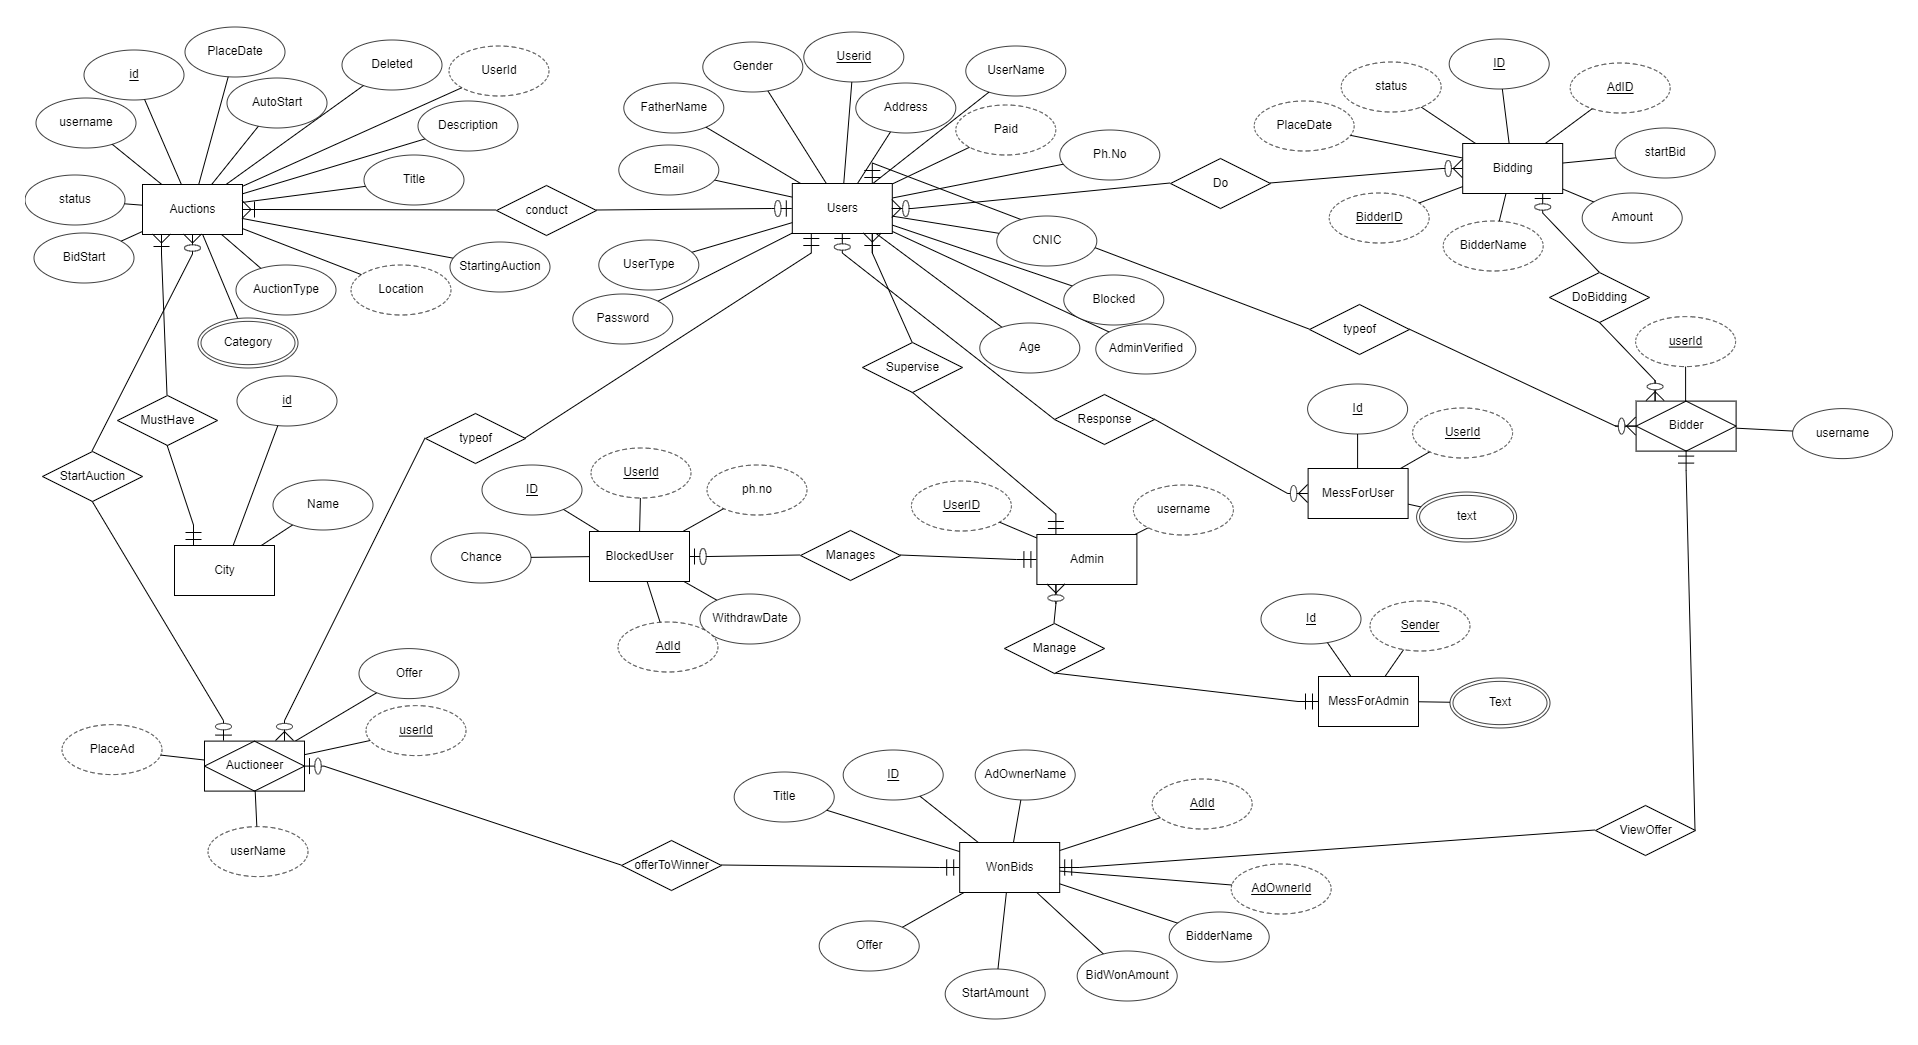 PlaceDate
id
Deleted
UserId
AutoStart
username
Description
Title
status
Auctions
BidStart
AuctionType
Location
StartingAuction
Category
conduct
Gender
Userid
UserName
FatherName
Address
Paid
Email
Ph.No
Users
UserType
CNIC
Password
Blocked
Age
AdminVerified
Do
status
ID
AdID
PlaceDate
startBid
Bidding
BidderID
Amount
BidderName
DoBidding
typeof
userId
Bidder
username
Supervise
Response
Id
UserId
MessForUser
text
MustHave
id
StartAuction
Name
City
typeof
ID
UserId
ph.no
Chance
BlockedUser
WithdrawDate
AdId
Manages
UserID
username
Admin
Manage
Id
Sender
MessForAdmin
Text
Offer
userId
PlaceAd
Auctioneer
userName
offerToWinner
Title
ID
AdOwnerName
AdId
WonBids
ViewOffer
AdOwnerId
BidderName
Offer
BidWonAmount
StartAmount